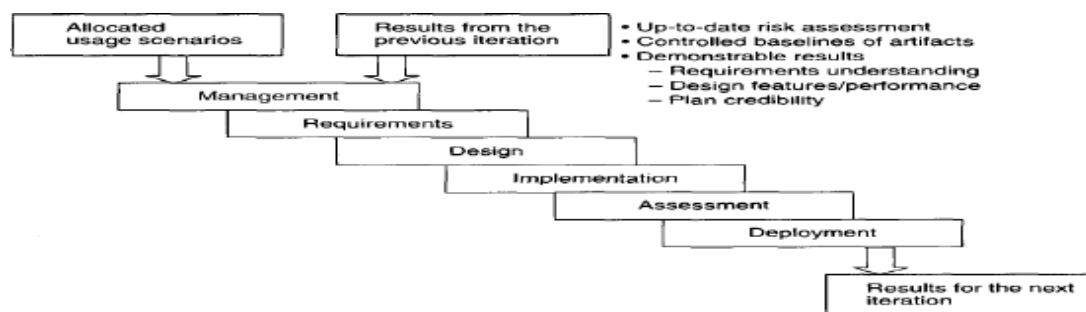 Allocated
usage scenarios
Results from the
previous iteration
• Up-to-date risk assessment
• Controlled baselines of artifacts
• Demonstrable results
– Requirements understanding
– Design features/performance
– Plan credibility
Management
Requirements
Design
Implementation
Assessment
Deployment
Results for the next
iteration